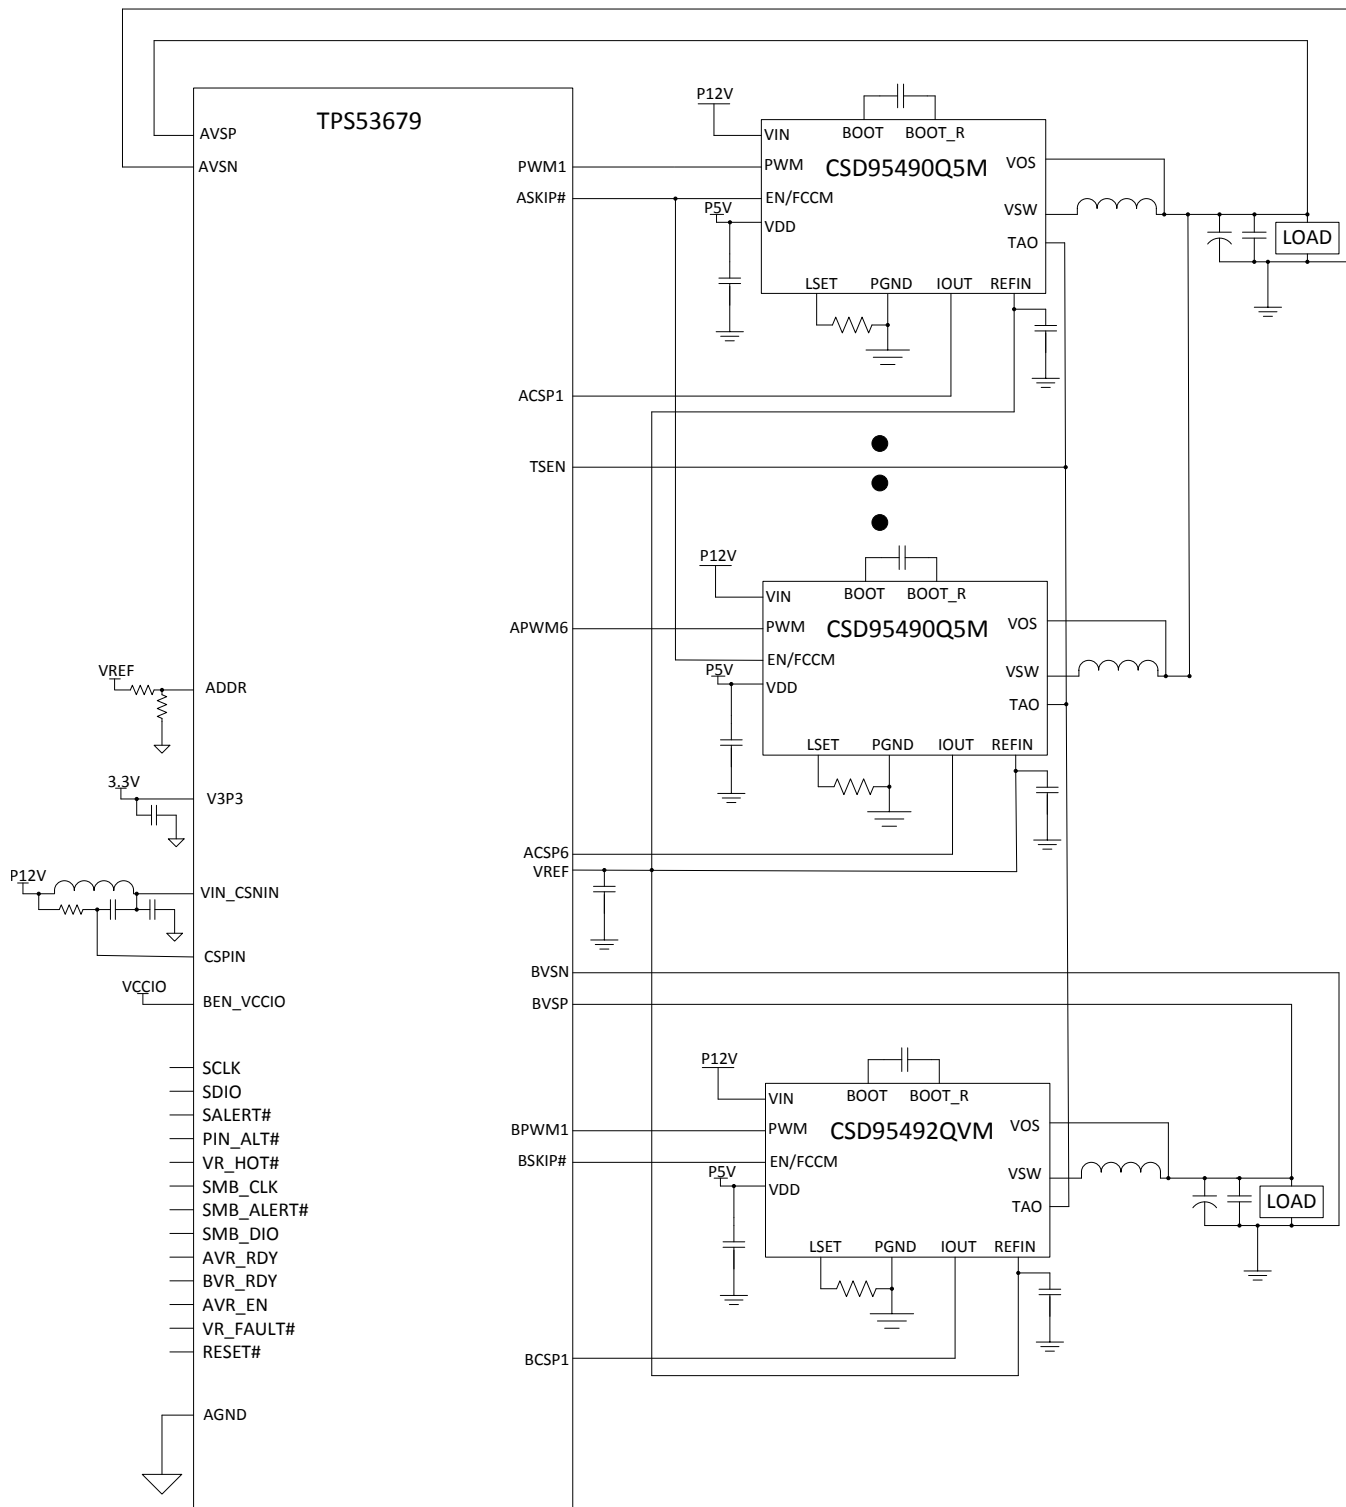 TPS53679
AVSP
AVSN
PWM1
ASKIP#
ACSP1
TSEN
APWM6
ADDR
VREF
V3P3
3.3V
ACSP6
VREF
P12V
VIN_CSNIN
CSPIN
BVSN
VCCIO
BEN_VCCIO
BVSP
SCLK
SDIO
SALERT#
PIN_ALT#
VR_HOT#
SMB_CLK
SMB_ALERT#
SMB_DIO
AVR_RDY
BVR_RDY
AVR_EN
VR_FAULT#
RESET#
BPWM1
BSKIP#
BCSP1
AGND
P12V
VIN
BOOT
BOOT_R
PWM
CSD95490Q5M
VOS
EN/FCCM
P5V
VDD
VSW
TAO
LSET
PGND
IOUT
REFIN
LOAD
P12V
VIN
BOOT
BOOT_R
PWM
CSD95490Q5M
VOS
EN/FCCM
P5V
VDD
VSW
TAO
LSET
PGND
IOUT
REFIN
P12V
VIN
BOOT
BOOT_R
PWM
CSD95492QVM
VOS
EN/FCCM
P5V
VDD
VSW
TAO
LSET
PGND
IOUT
REFIN
LOAD